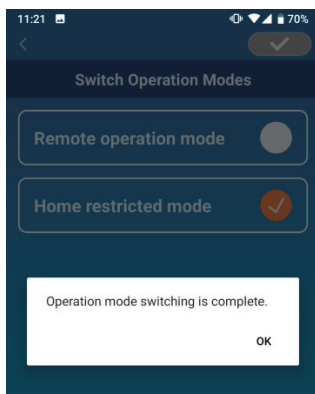 11:21 70%
Switch Operation Modes
Remote operation mode
Home restricted mode
Operation mode switching is complete.
OK